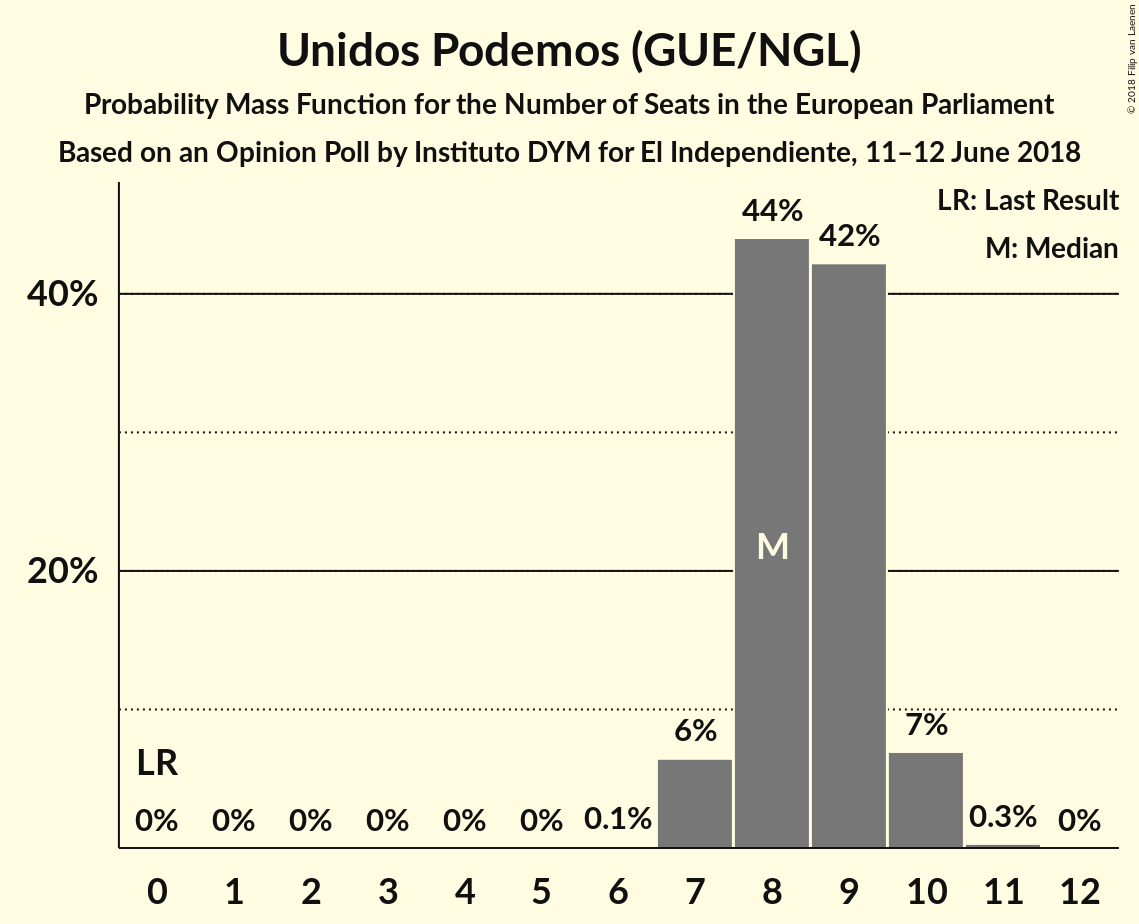 Unidos Podemos (GUE/NGL)
Probability Mass Function for the Number of Seats in the European Parliament
Based on an Opinion Poll by Instituto DYM for El Independiente, 11–12 June 2018
© 2018 Filip van Laenen
LR: Last Result
M: Median
44%
42%
40%
M
20%
6%
7%
LR
0% 0% 0% 0% 0% 0% 0.1% 0.3% 0%
0 1 2 3 4 5 6 7 8 9 10 11 12